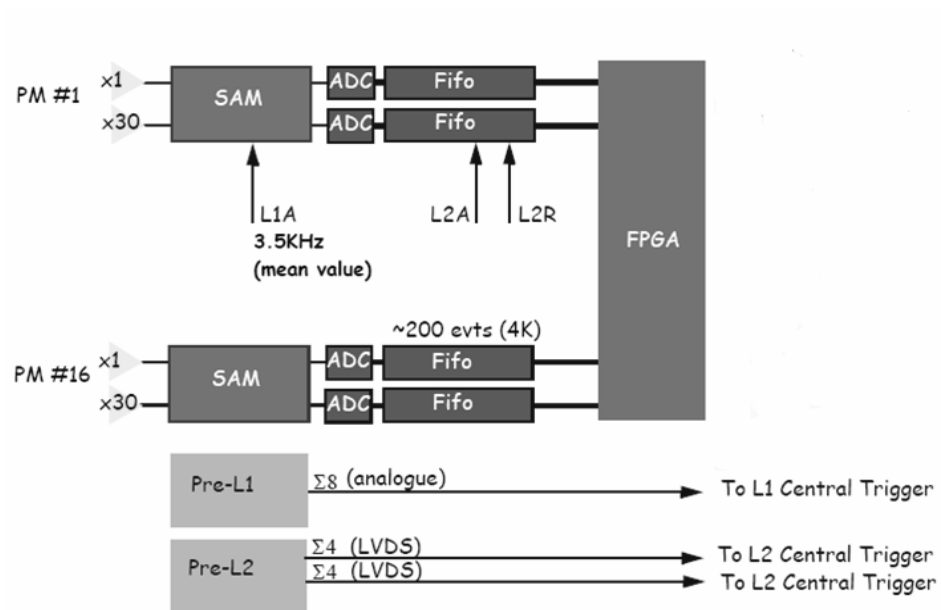 PM #1
x1
x30
SAM
ADC
Fifo
ADC
Fifo
L1A
3.5KHz
(mean value)
L2A
L2R
FPGA
~200 evts (4K)
PM #16
x1
x30
SAM
ADC
Fifo
ADC
Fifo
Pre-L1
Σ8 (analogue)
To L1 Central Trigger
Pre-L2
Σ4 (LVDS)
To L2 Central Trigger
Σ4 (LVDS)
To L2 Central Trigger